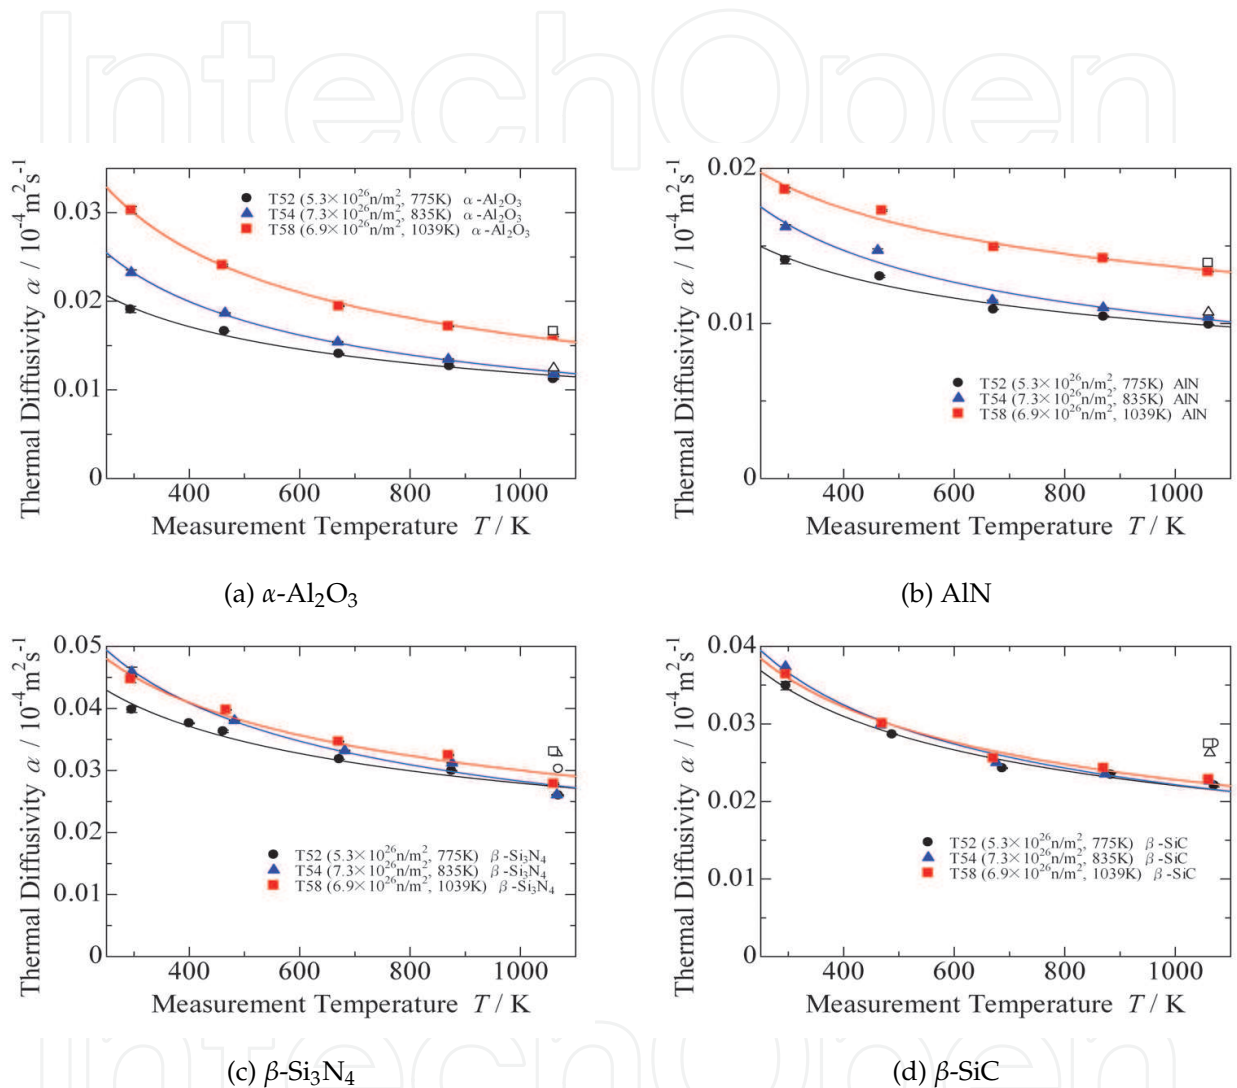 IntechOpen
Thermal Diffusivity α / 10⁻⁴m²s⁻¹
0.03
0.02
0.01
0
T52 (5.3×10²⁶n/m², 775K) α-Al₂O₃
T54 (7.3×10²⁶n/m², 835K) α-Al₂O₃
T58 (6.9×10²⁶n/m², 1039K) α-Al₂O₃
400 600 800 1000
Measurement Temperature T / K
(a) α-Al₂O₃
Thermal Diffusivity α / 10⁻⁴m²s⁻¹
0.02
0.01
0
T52 (5.3×10²⁶n/m², 775K) AlN
T54 (7.3×10²⁶n/m², 835K) AlN
T58 (6.9×10²⁶n/m², 1039K) AlN
400 600 800 1000
Measurement Temperature T / K
(b) AlN
Thermal Diffusivity α / 10⁻⁴m²s⁻¹
0.05
0.04
0.03
0.02
0.01
0
T52 (5.3×10²⁶n/m², 775K) β-Si₃N₄
T54 (7.3×10²⁶n/m², 835K) β-Si₃N₄
T58 (6.9×10²⁶n/m², 1039K) β-Si₃N₄
400 600 800 1000
Measurement Temperature T / K
(c) β-Si₃N₄
Thermal Diffusivity α / 10⁻⁴m²s⁻¹
0.04
0.03
0.02
0.01
0
T52 (5.3×10²⁶n/m², 775K) β-SiC
T54 (7.3×10²⁶n/m², 835K) β-SiC
T58 (6.9×10²⁶n/m², 1039K) β-SiC
400 600 800 1000
Measurement Temperature T / K
(d) β-SiC
IntechOpen